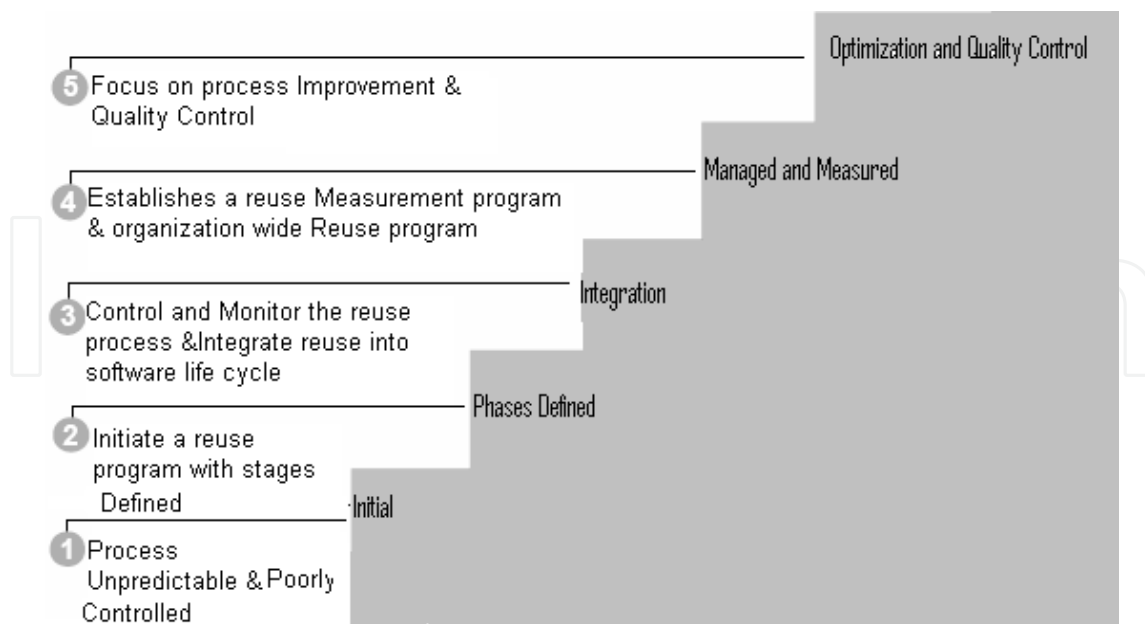 Optimization and Quality Control
5 Focus on process Improvement &
Quality Control
Managed and Measured
4 Establishes a reuse Measurement program
& organization wide Reuse program
Integration
3 Control and Monitor the reuse
process &Integrate reuse into
software life cycle
Phases Defined
2 Initiate a reuse
program with stages
Defined
Initial
1 Process
Unpredictable & Poorly
Controlled